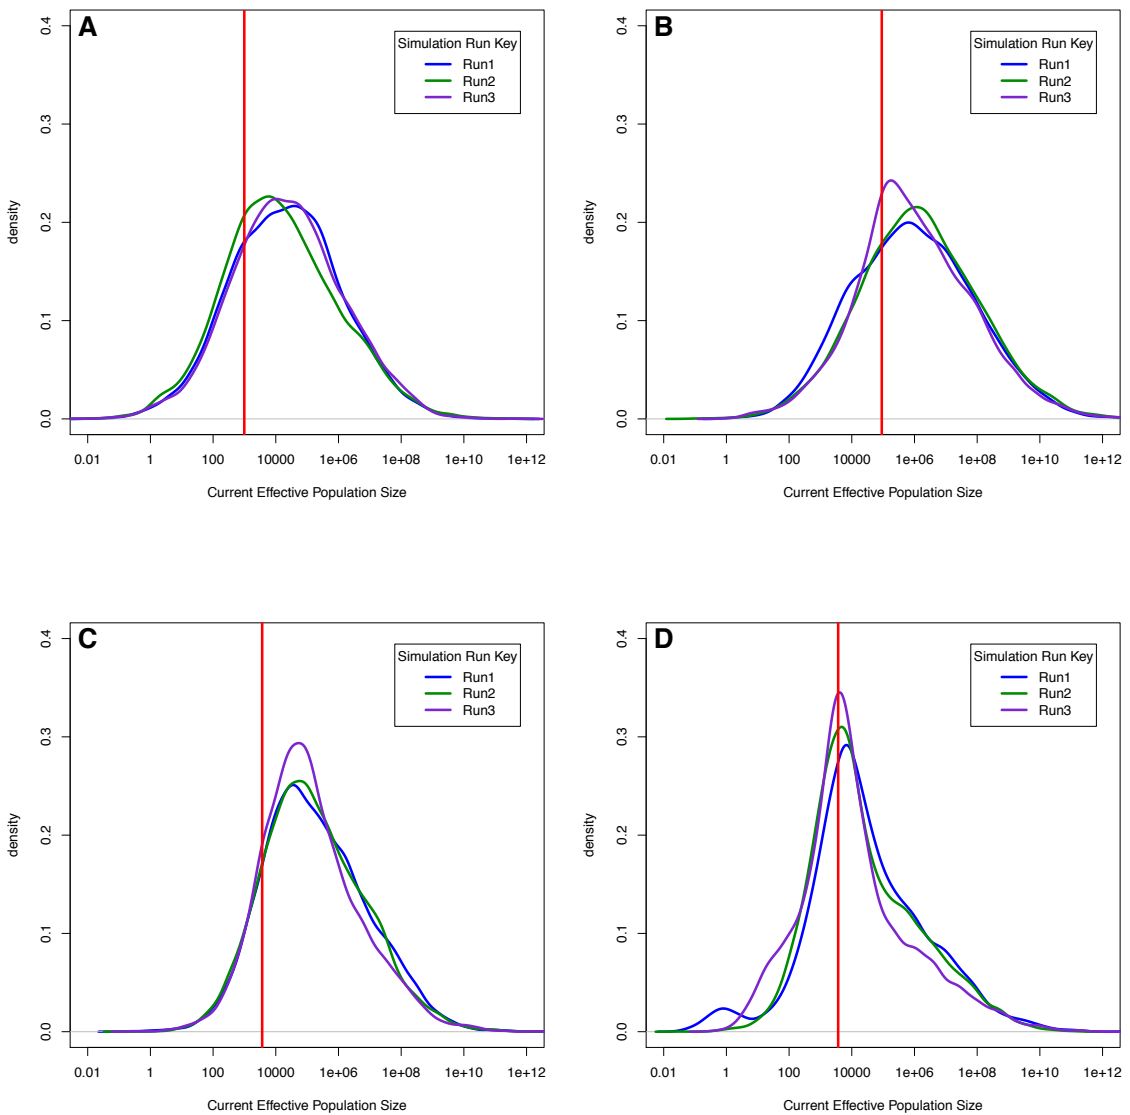 A
Simulation Run Key
Run1
Run2
Run3
density
0.0 0.1 0.2 0.3 0.4
0.01 1 100 10000 1e+06 1e+08 1e+10 1e+12
Current Effective Population Size
B
Simulation Run Key
Run1
Run2
Run3
density
0.0 0.1 0.2 0.3 0.4
0.01 1 100 10000 1e+06 1e+08 1e+10 1e+12
Current Effective Population Size
C
Simulation Run Key
Run1
Run2
Run3
density
0.0 0.1 0.2 0.3 0.4
0.01 1 100 10000 1e+06 1e+08 1e+10 1e+12
Current Effective Population Size
D
Simulation Run Key
Run1
Run2
Run3
density
0.0 0.1 0.2 0.3 0.4
0.01 1 100 10000 1e+06 1e+08 1e+10 1e+12
Current Effective Population Size